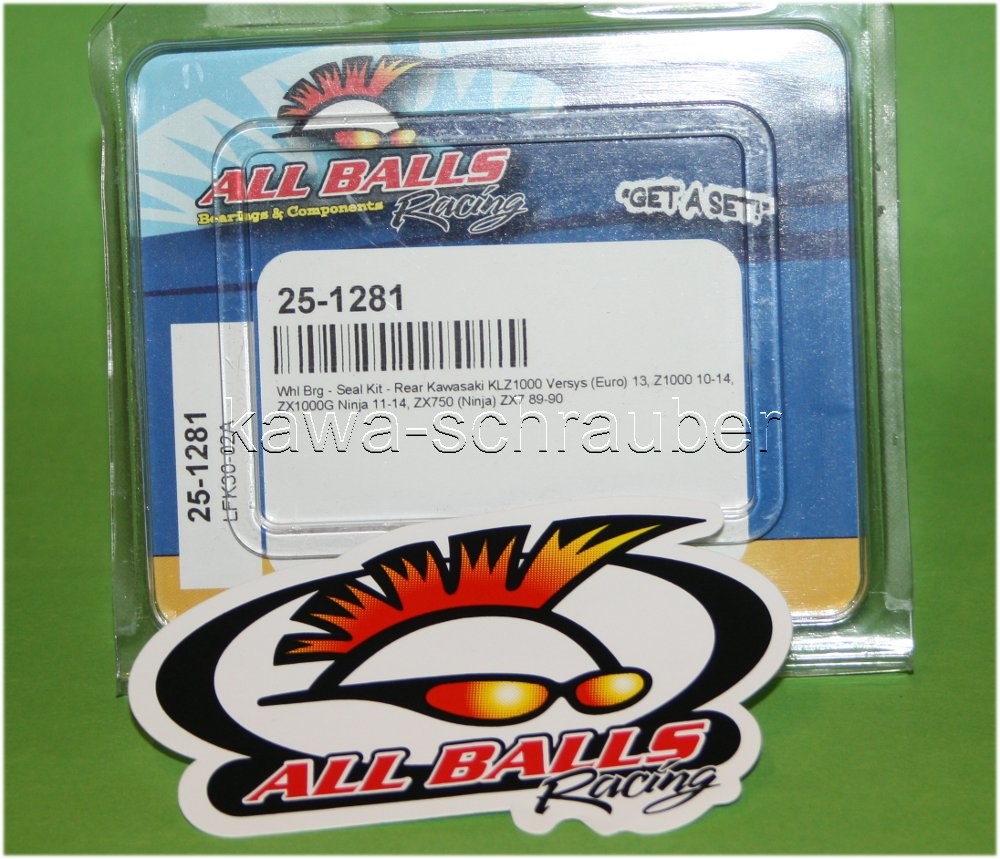 ALL BALLS
Bearings & Components
Racing
"GET A SET!"
25-1281
Whl Brg - Seal Kit - Rear Kawasaki KLZ1000 Versys (Euro) 13, Z1000 10-14,
ZX1000G Ninja 11-14, ZX750 (Ninja) ZX7 89-90
25-1281
LFK30-02A
kawa-schrauber
ALL BALLS
Racing